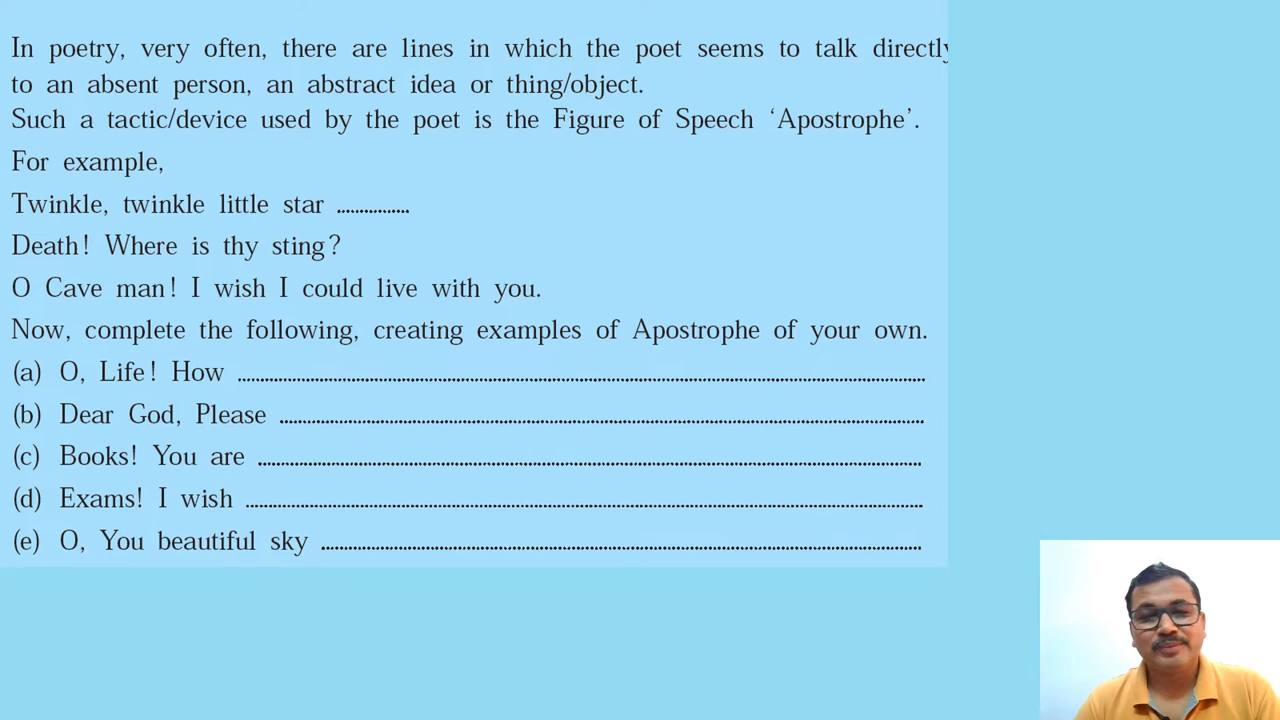 In poetry, very often, there are lines in which the poet seems to talk directly
to an absent person, an abstract idea or thing/object.
Such a tactic/device used by the poet is the Figure of Speech ‘Apostrophe’.
For example,
Twinkle, twinkle little star ................
Death! Where is thy sting?
O Cave man! I wish I could live with you.
Now, complete the following, creating examples of Apostrophe of your own.
(a) O, Life! How ................................................................
(b) Dear God, Please ................................................................
(c) Books! You are ................................................................
(d) Exams! I wish ................................................................
(e) O, You beautiful sky ................................................................